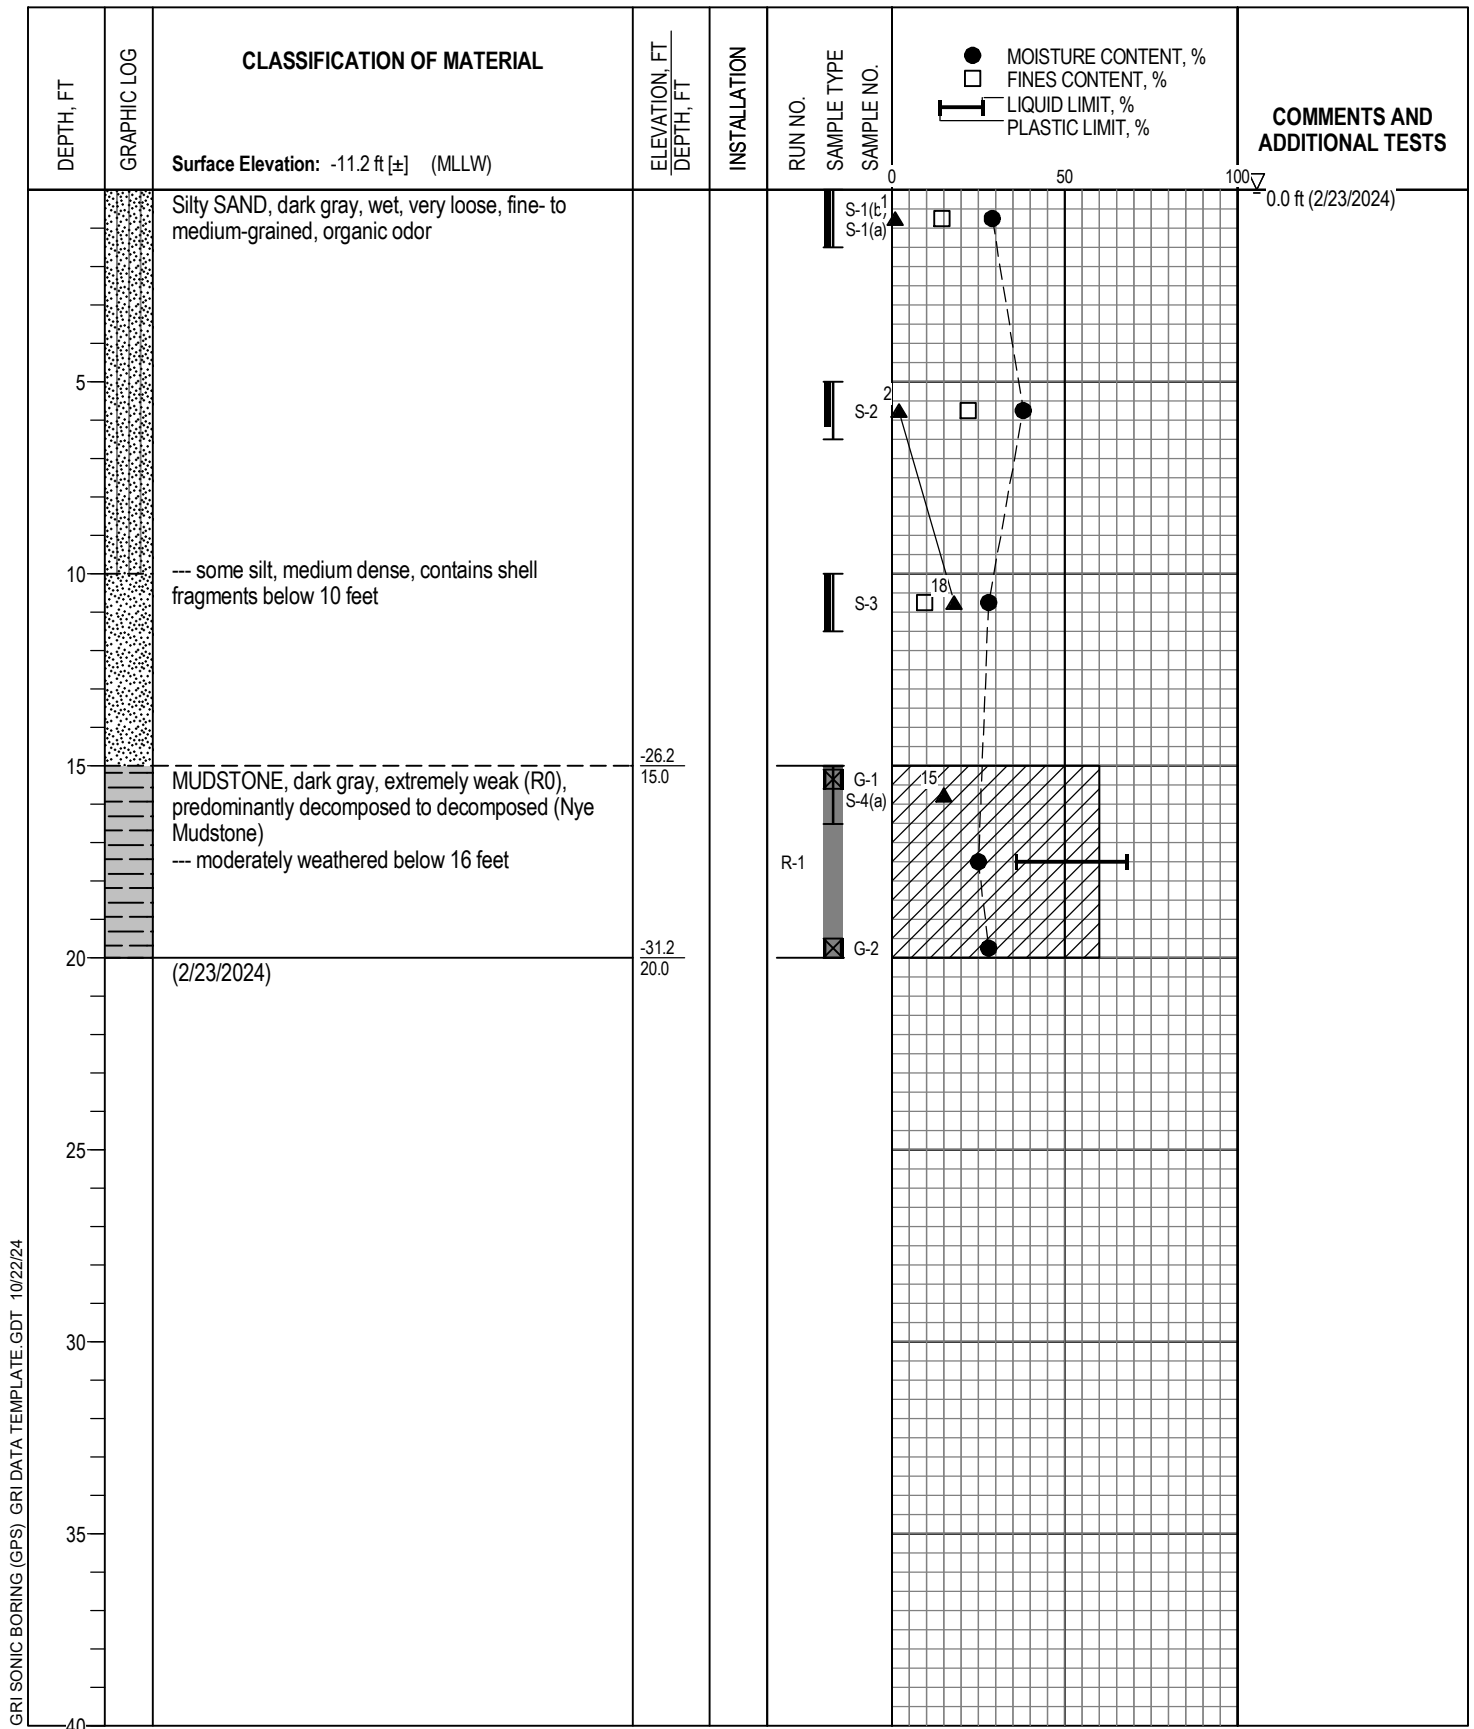 DEPTH, FT
GRAPHIC LOG
CLASSIFICATION OF MATERIAL
Surface Elevation: -11.2 ft [±] (MLLW)
ELEVATION, FT
DEPTH, FT
INSTALLATION
RUN NO.
SAMPLE TYPE
SAMPLE NO.
MOISTURE CONTENT, %
FINES CONTENT, %
LIQUID LIMIT, %
PLASTIC LIMIT, %
COMMENTS AND
ADDITIONAL TESTS
0 50 100
0.0 ft (2/23/2024)
Silty SAND, dark gray, wet, very loose, fine- to
medium-grained, organic odor
S-1(b) 1
S-1(a)
5
S-2 2
10
--- some silt, medium dense, contains shell
fragments below 10 feet
S-3 18
15
-26.2
15.0
MUDSTONE, dark gray, extremely weak (R0),
predominantly decomposed to decomposed (Nye
Mudstone)
--- moderately weathered below 16 feet
R-1
G-1 15
S-4(a)
G-2
20
-31.2
20.0
(2/23/2024)
25
30
35
40
GRI SONIC BORING (GPS) GRI DATA TEMPLATE.GDT 10/22/24